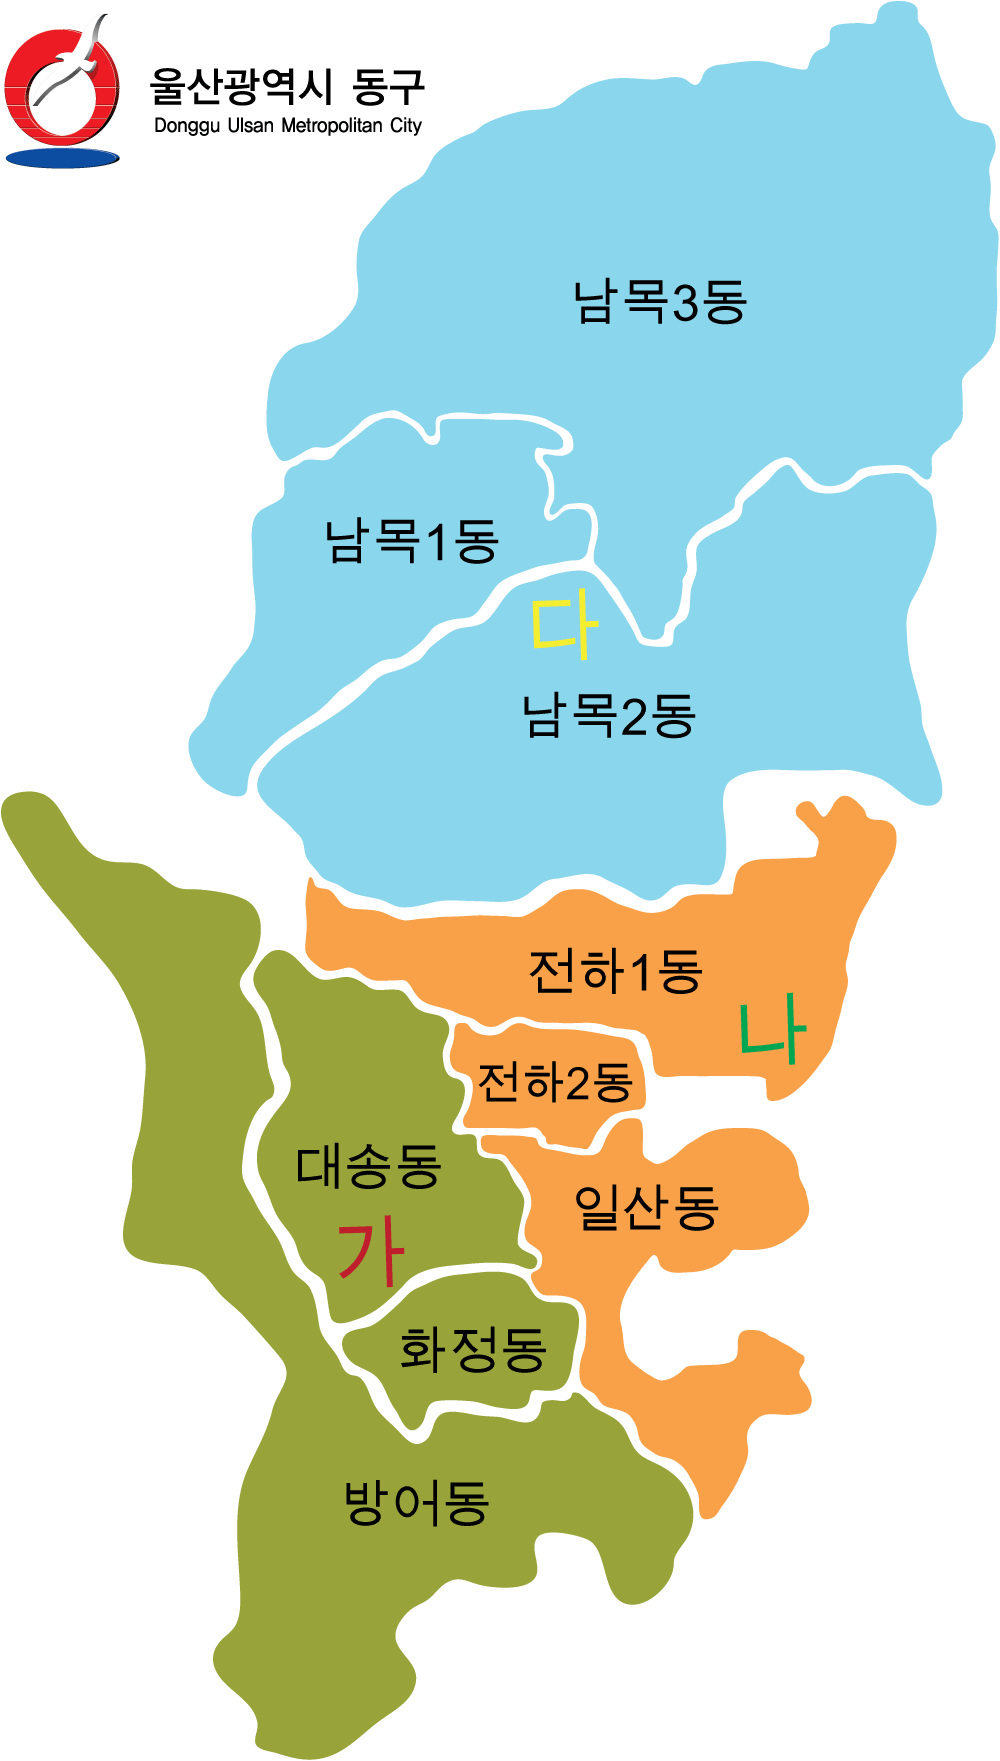 울산광역시 동구
Donggu Ulsan Metropolitan City
남목3동
남목1동
다
남목2동
전하1동
나
전하2동
대송동
일산동
가
화정동
방어동